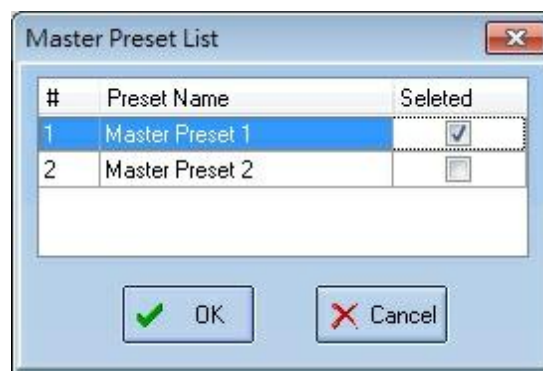 Master Preset List
# Preset Name Seleted
1 Master Preset 1
2 Master Preset 2
OK Cancel